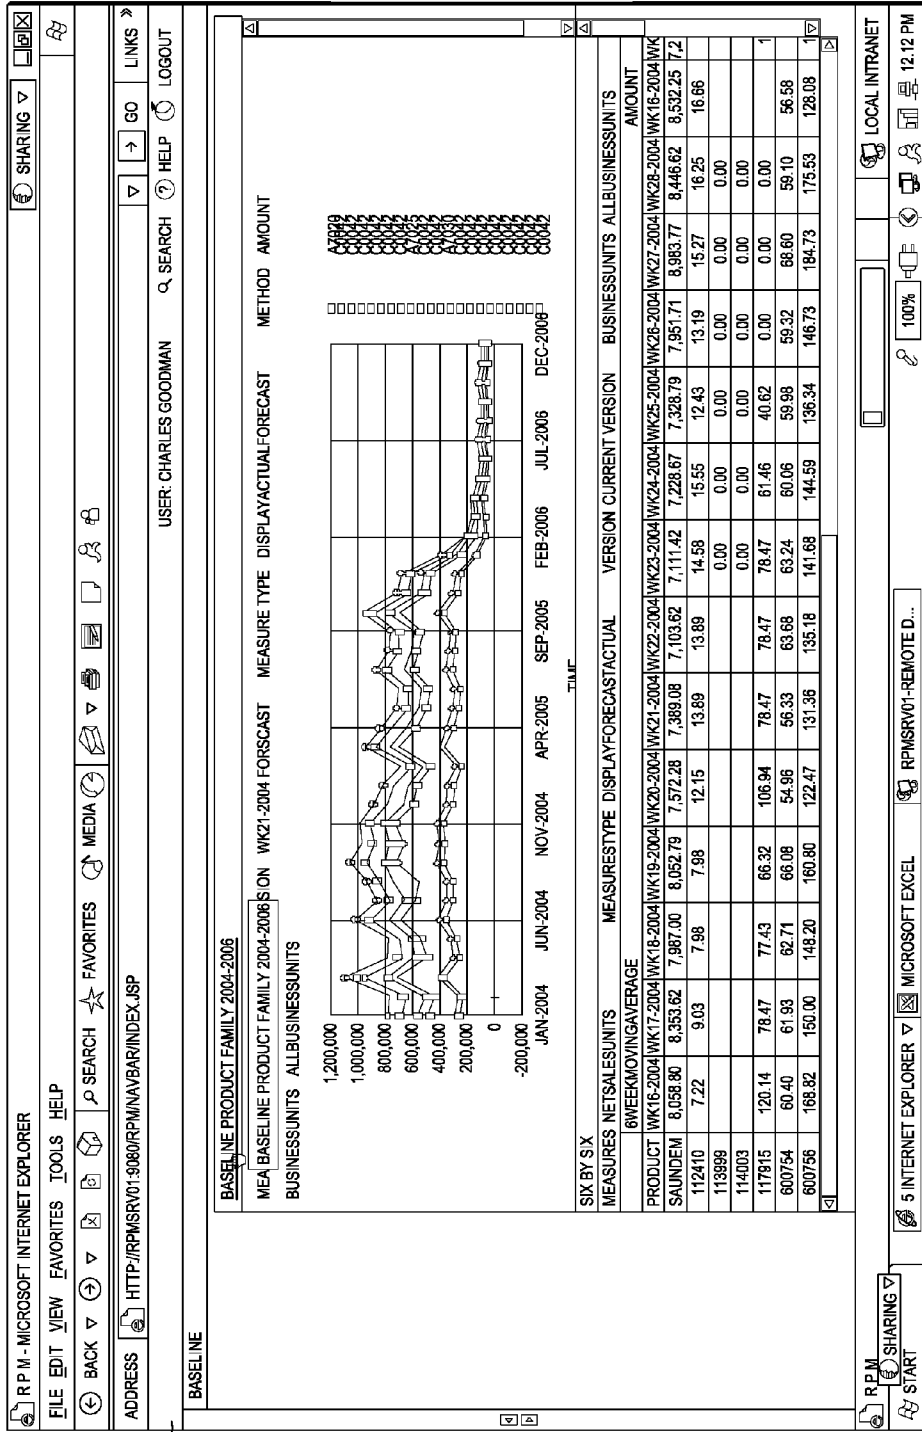 R P M - MICROSOFT INTERNET EXPLORER
SHARING
FILE EDIT VIEW FAVORITES TOOLS HELP
BACK SEARCH FAVORITES MEDIA
ADDRESS HTTP://RPMSRV01:9080/RPM/NAVBAR/INDEX.JSP GO LINKS »
USER: CHARLES GOODMAN SEARCH ? HELP LOGOUT
BASELINE
BASELINE PRODUCT FAMILY 2004-2006
MEA BASELINE PRODUCT FAMILY 2004-2006 SION WK21-2004 FORSCAST MEASURE TYPE DISPLAYACTUALFORECAST METHOD AMOUNT
BUSINESSUNITS ALLBUSINESSUNITS
1,200,000
1,000,000
800,000
600,000
400,000
200,000
0
-200,000
JAN-2004 JUN-2004 NOV-2004 APR-2005 SEP-2005 FEB-2006 JUL-2006 DEC-2006
TIME
C0042
C0042
C0042
C0042
A7030
C0042
C0042
C0042
C0042
SIX BY SIX
MEASURES NETSALESUNITS MEASURESTYPE DISPLAYFORECASTACTUAL VERSION CURRENT VERSION BUSINESSUNITS ALLBUSINESSUNITS
6WEEKMOVINGAVERAGE AMOUNT
PRODUCT WK16-2004 WK17-2004 WK18-2004 WK19-2004 WK20-2004 WK21-2004 WK22-2004 WK23-2004 WK24-2004 WK25-2004 WK26-2004 WK27-2004 WK28-2004 WK16-2004 WK
SAUNDEM 8,058.80 8,353.62 7,987.00 8,052.79 7,572.28 7,389.08 7,103.62 7,111.42 7,228.67 7,328.79 7,951.71 8,983.77 8,446.62 8,532.25 7,2
112410 7.22 9.03 7.98 7.98 12.15 13.89 13.89 14.58 15.55 12.43 13.19 15.27 16.25 16.66
113999 0.00 0.00 0.00 0.00 0.00 0.00
114003 0.00 0.00 0.00 0.00 0.00 0.00
117915 120.14 78.47 77.43 66.32 106.94 78.47 78.47 78.47 61.46 40.62 0.00 0.00 0.00 1
600754 60.40 61.93 62.71 66.08 54.96 56.33 63.68 63.24 60.06 59.98 59.32 68.60 59.10 56.58
600756 168.82 150.00 148.20 160.80 122.47 131.36 135.18 141.68 144.59 136.34 146.73 184.73 175.53 128.08 1
R P M LOCAL INTRANET
SHARING
START 5 INTERNET EXPLORER MICROSOFT EXCEL RPMSRV01-REMOTE D... 100% 12.12 PM